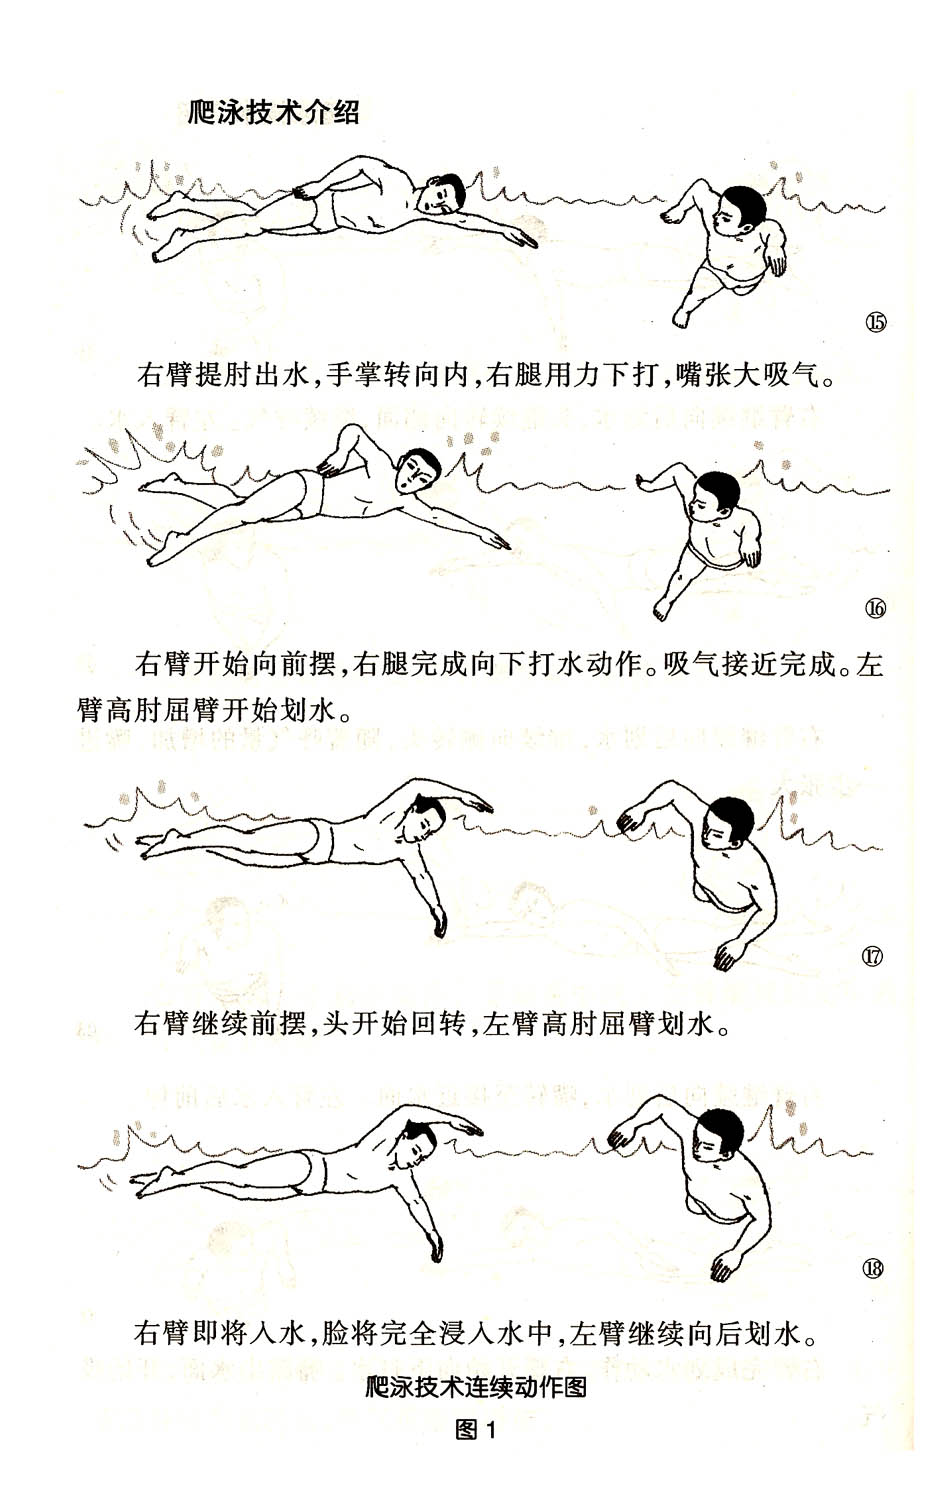 爬泳技术介绍
⑮
右臂提肘出水,手掌转向内,右腿用力下打,嘴张大吸气。
⑯
右臂开始向前摆,右腿完成向下打水动作。吸气接近完成。左
臂高肘屈臂开始划水。
⑰
右臂继续前摆,头开始回转,左臂高肘屈臂划水。
⑱
右臂即将入水,脸将完全浸入水中,左臂继续向后划水。
爬泳技术连续动作图
图1